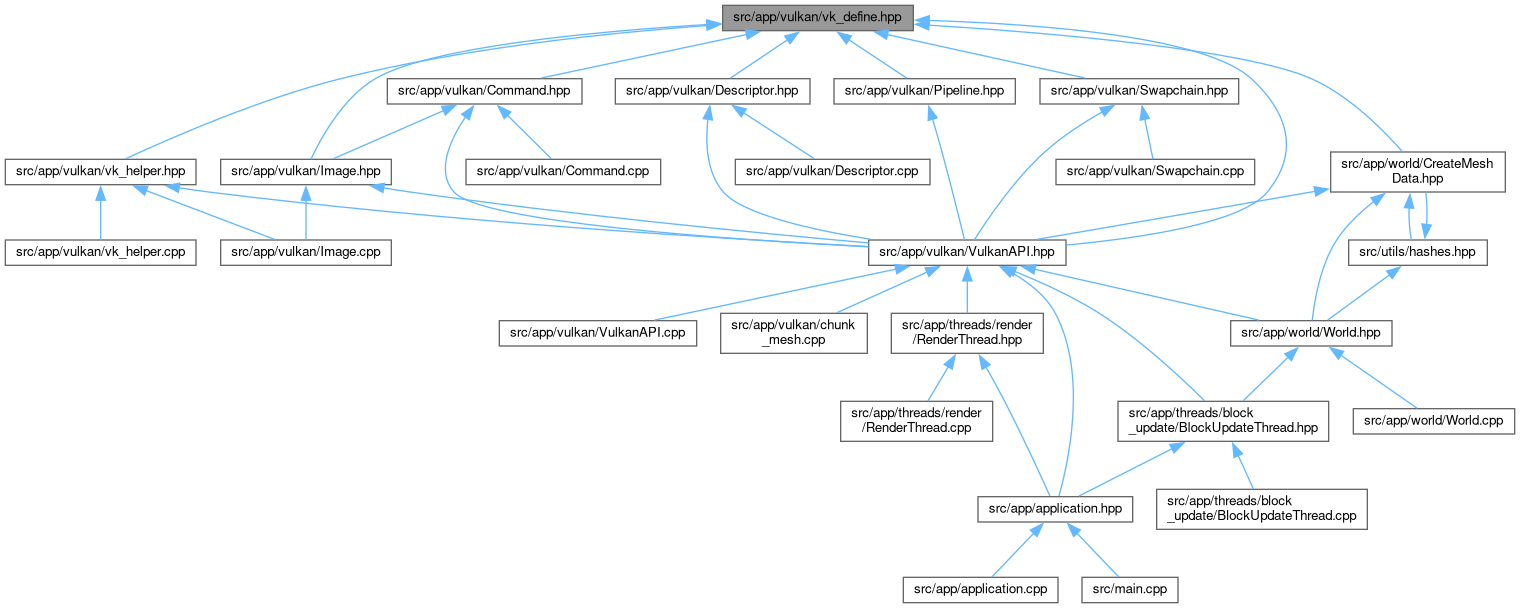 src/app/vulkan/vk_define.hpp
src/app/vulkan/Command.hpp
src/app/vulkan/Descriptor.hpp
src/app/vulkan/Pipeline.hpp
src/app/vulkan/Swapchain.hpp
src/app/vulkan/vk_helper.hpp
src/app/vulkan/Image.hpp
src/app/vulkan/Command.cpp
src/app/vulkan/Descriptor.cpp
src/app/vulkan/Swapchain.cpp
src/app/world/CreateMesh
Data.hpp
src/app/vulkan/vk_helper.cpp
src/app/vulkan/Image.cpp
src/app/vulkan/VulkanAPI.hpp
src/utils/hashes.hpp
src/app/vulkan/VulkanAPI.cpp
src/app/vulkan/chunk
_mesh.cpp
src/app/threads/render
/RenderThread.hpp
src/app/world/World.hpp
src/app/threads/render
/RenderThread.cpp
src/app/threads/block
_update/BlockUpdateThread.hpp
src/app/world/World.cpp
src/app/application.hpp
src/app/threads/block
_update/BlockUpdateThread.cpp
src/app/application.cpp
src/main.cpp